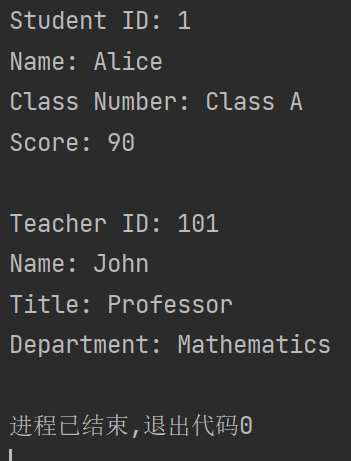 Student ID: 1
Name: Alice
Class Number: Class A
Score: 90
Teacher ID: 101
Name: John
Title: Professor
Department: Mathematics
进程已结束,退出代码0